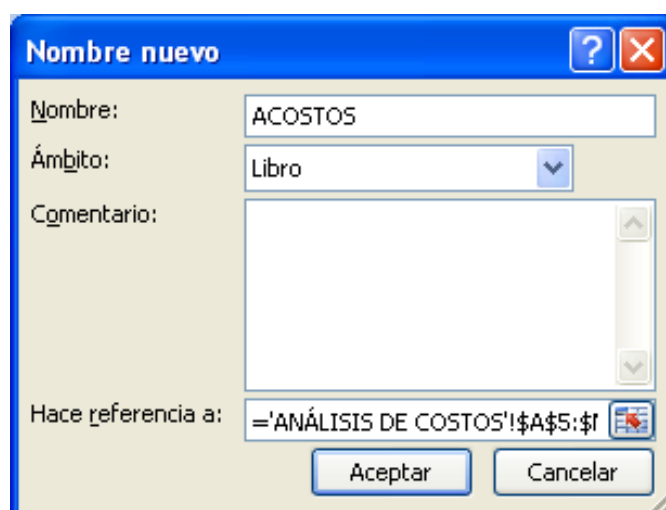 Nombre nuevo
Nombre: ACOSTOS
Ámbito: Libro
Comentario:
Hace referencia a: ='ANÁLISIS DE COSTOS'!$A$5:$
Aceptar Cancelar